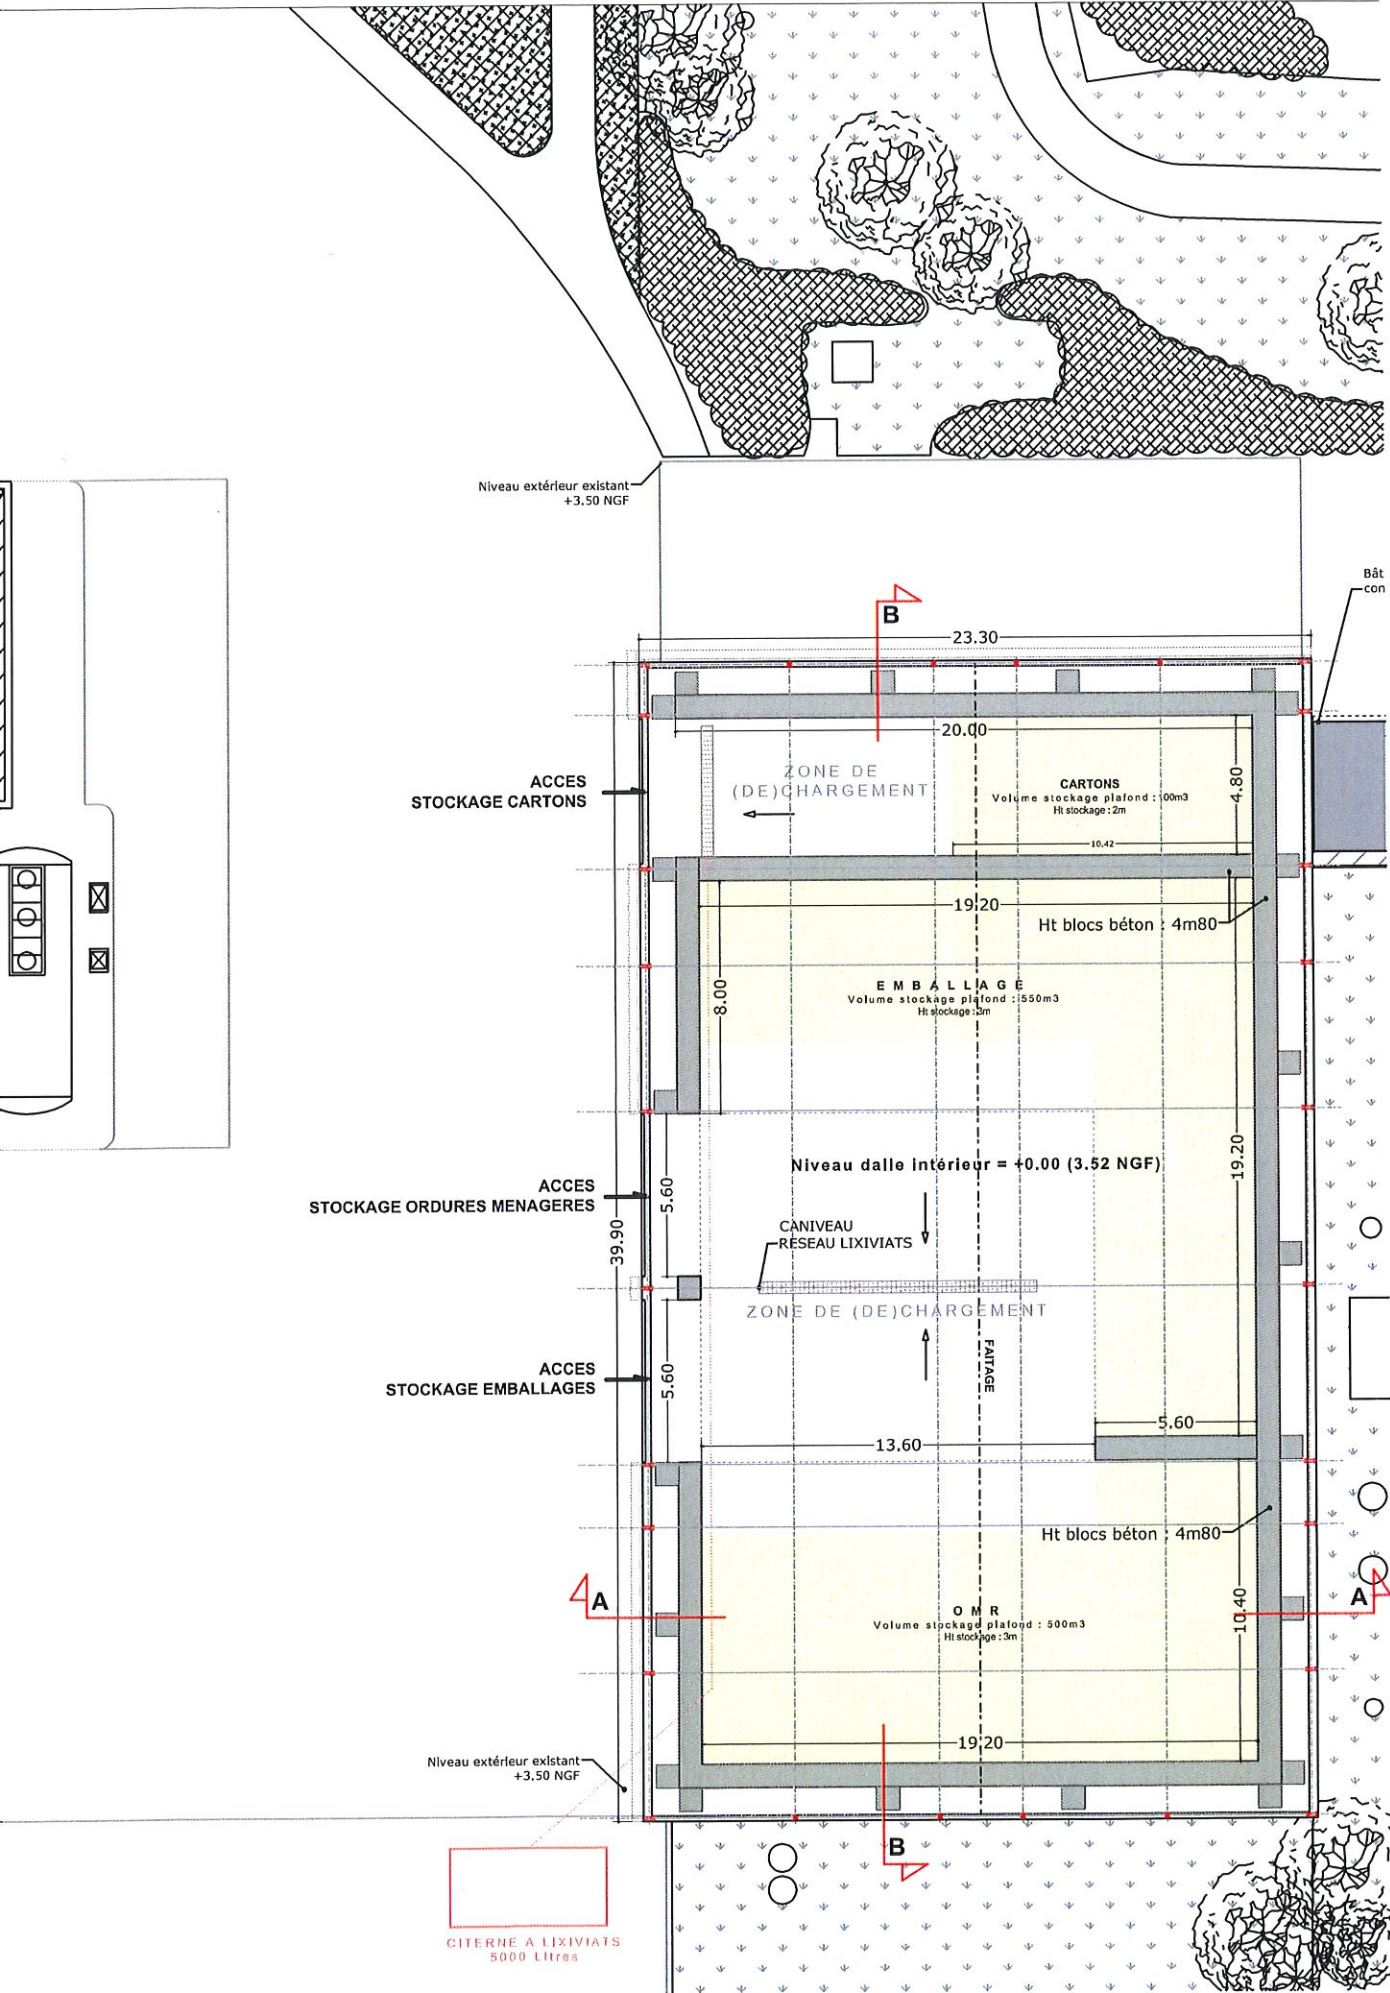 Niveau extérieur existant
+3.50 NGF
Bât
con
B
23.30
20.00
ACCES
STOCKAGE CARTONS
ZONE DE
(DE)CHARGEMENT
CARTONS
Volume stockage plafond : 00m3
Ht stockage : 2m
4.80
10.42
19.20
Ht blocs béton : 4m80
EMBALLAGE
Volume stockage plafond : 550m3
Ht stockage : 3m
8.00
Niveau dalle intérieur = +0.00 (3.52 NGF)
19.20
ACCES
STOCKAGE ORDURES MENAGERES
5.60
39.90
CANIVEAU
RESEAU LIXIVIATS
ZONE DE (DE)CHARGEMENT
FAITAGE
ACCES
STOCKAGE EMBALLAGES
5.60
5.60
13.60
Ht blocs béton : 4m80
A
A
OMR
Volume stockage plafond : 500m3
Ht stockage : 3m
10.40
19.20
Niveau extérieur existant
+3.50 NGF
B
CITERNE A LIXIVIATS
5000 Litres